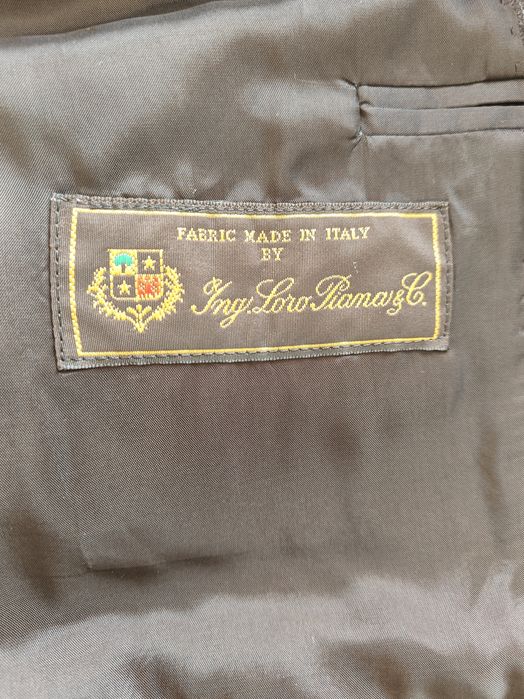 FABRIC MADE IN ITALY
BY
Ing. Loro Piana & C.